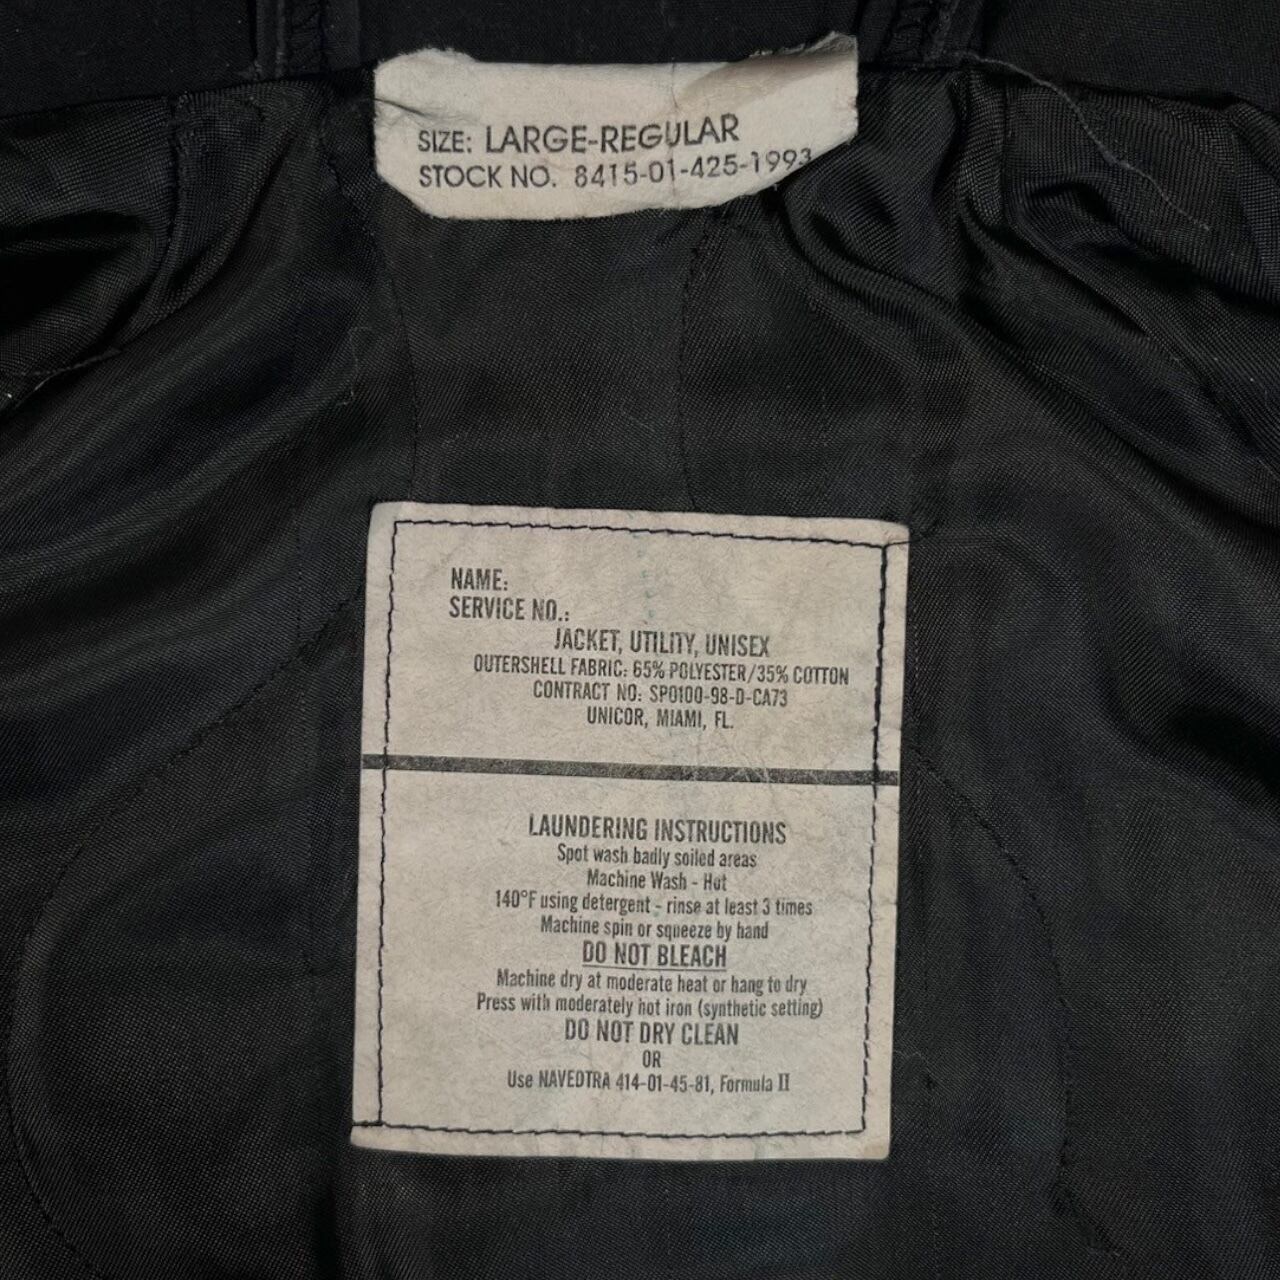 SIZE: LARGE-REGULAR
STOCK NO. 8415-01-425-1993
NAME:
SERVICE NO.:
JACKET, UTILITY, UNISEX
OUTERSHELL FABRIC: 65% POLYESTER/35% COTTON
CONTRACT NO: SPO100-98-D-CA73
UNICOR, MIAMI, FL.
LAUNDERING INSTRUCTIONS
Spot wash badly soiled areas
Machine Wash - Hot
140°F using detergent - rinse at least 3 times
Machine spin or squeeze by hand
DO NOT BLEACH
Machine dry at moderate heat or hang to dry
Press with moderately hot iron (synthetic setting)
DO NOT DRY CLEAN
OR
Use NAVEDTRA 414-01-45-81, Formula II